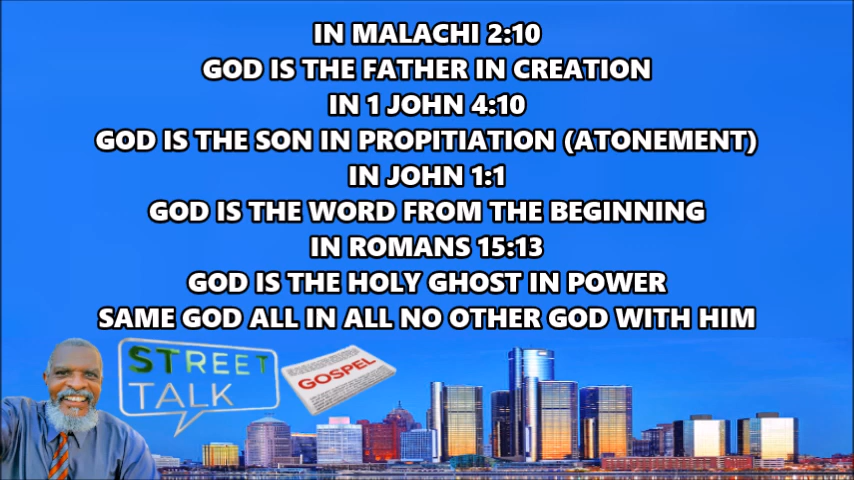 IN MALACHI 2:10
GOD IS THE FATHER IN CREATION
IN 1 JOHN 4:10
GOD IS THE SON IN PROPITIATION (ATONEMENT)
IN JOHN 1:1
GOD IS THE WORD FROM THE BEGINNING
IN ROMANS 15:13
GOD IS THE HOLY GHOST IN POWER
SAME GOD ALL IN ALL NO OTHER GOD WITH HIM
STREET
TALK
GOSPEL